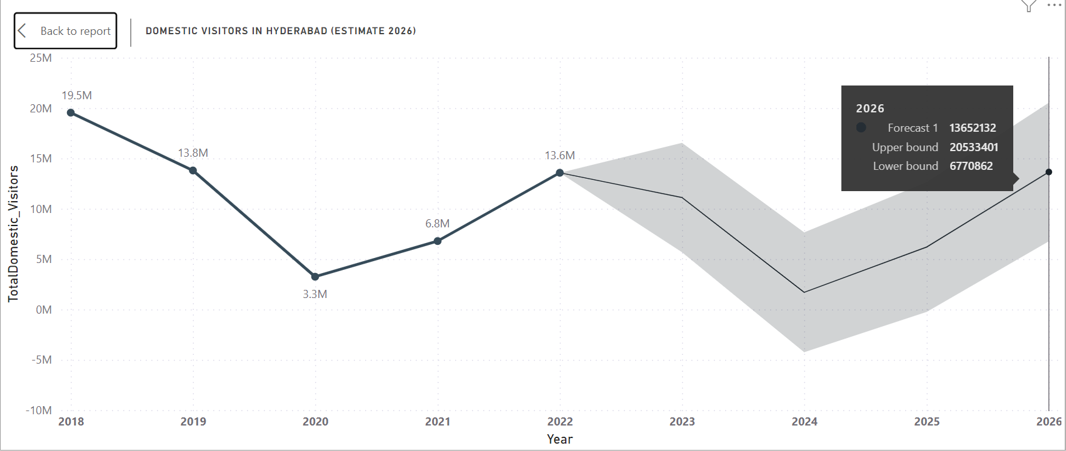 Back to report
DOMESTIC VISITORS IN HYDERABAD (ESTIMATE 2026)
25M
20M
15M
10M
5M
0M
-5M
-10M
TotalDomestic_Visitors
19.5M
13.8M
3.3M
6.8M
13.6M
2026
Forecast 1 13652132
Upper bound 20533401
Lower bound 6770862
2018 2019 2020 2021 2022 2023 2024 2025 2026
Year